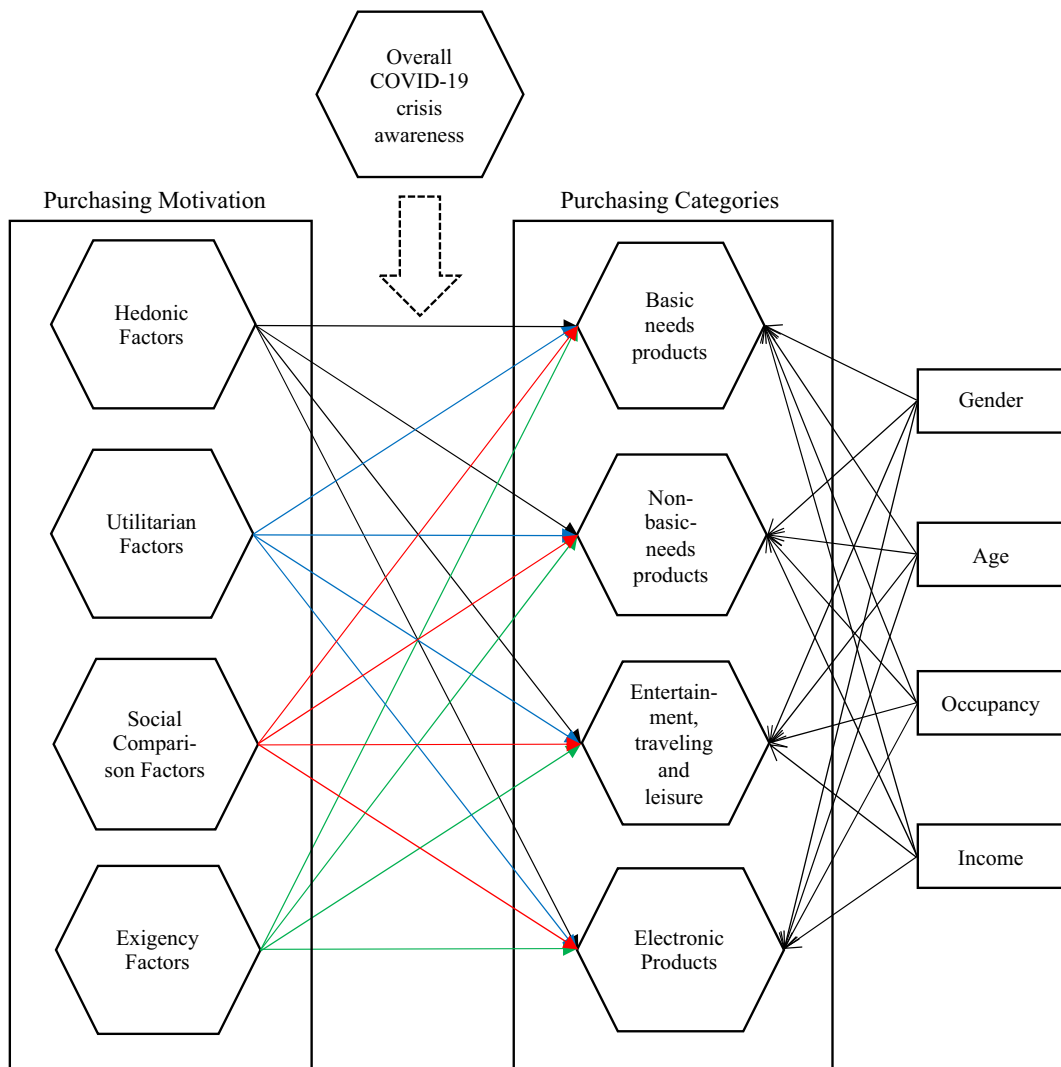 Overall
COVID-19
crisis
awareness
Purchasing Motivation
Purchasing Categories
Hedonic
Factors
Utilitarian
Factors
Social
Compari-
son Factors
Exigency
Factors
Basic
needs
products
Non-
basic-
needs
products
Entertain-
ment,
traveling
and
leisure
Electronic
Products
Gender
Age
Occupancy
Income